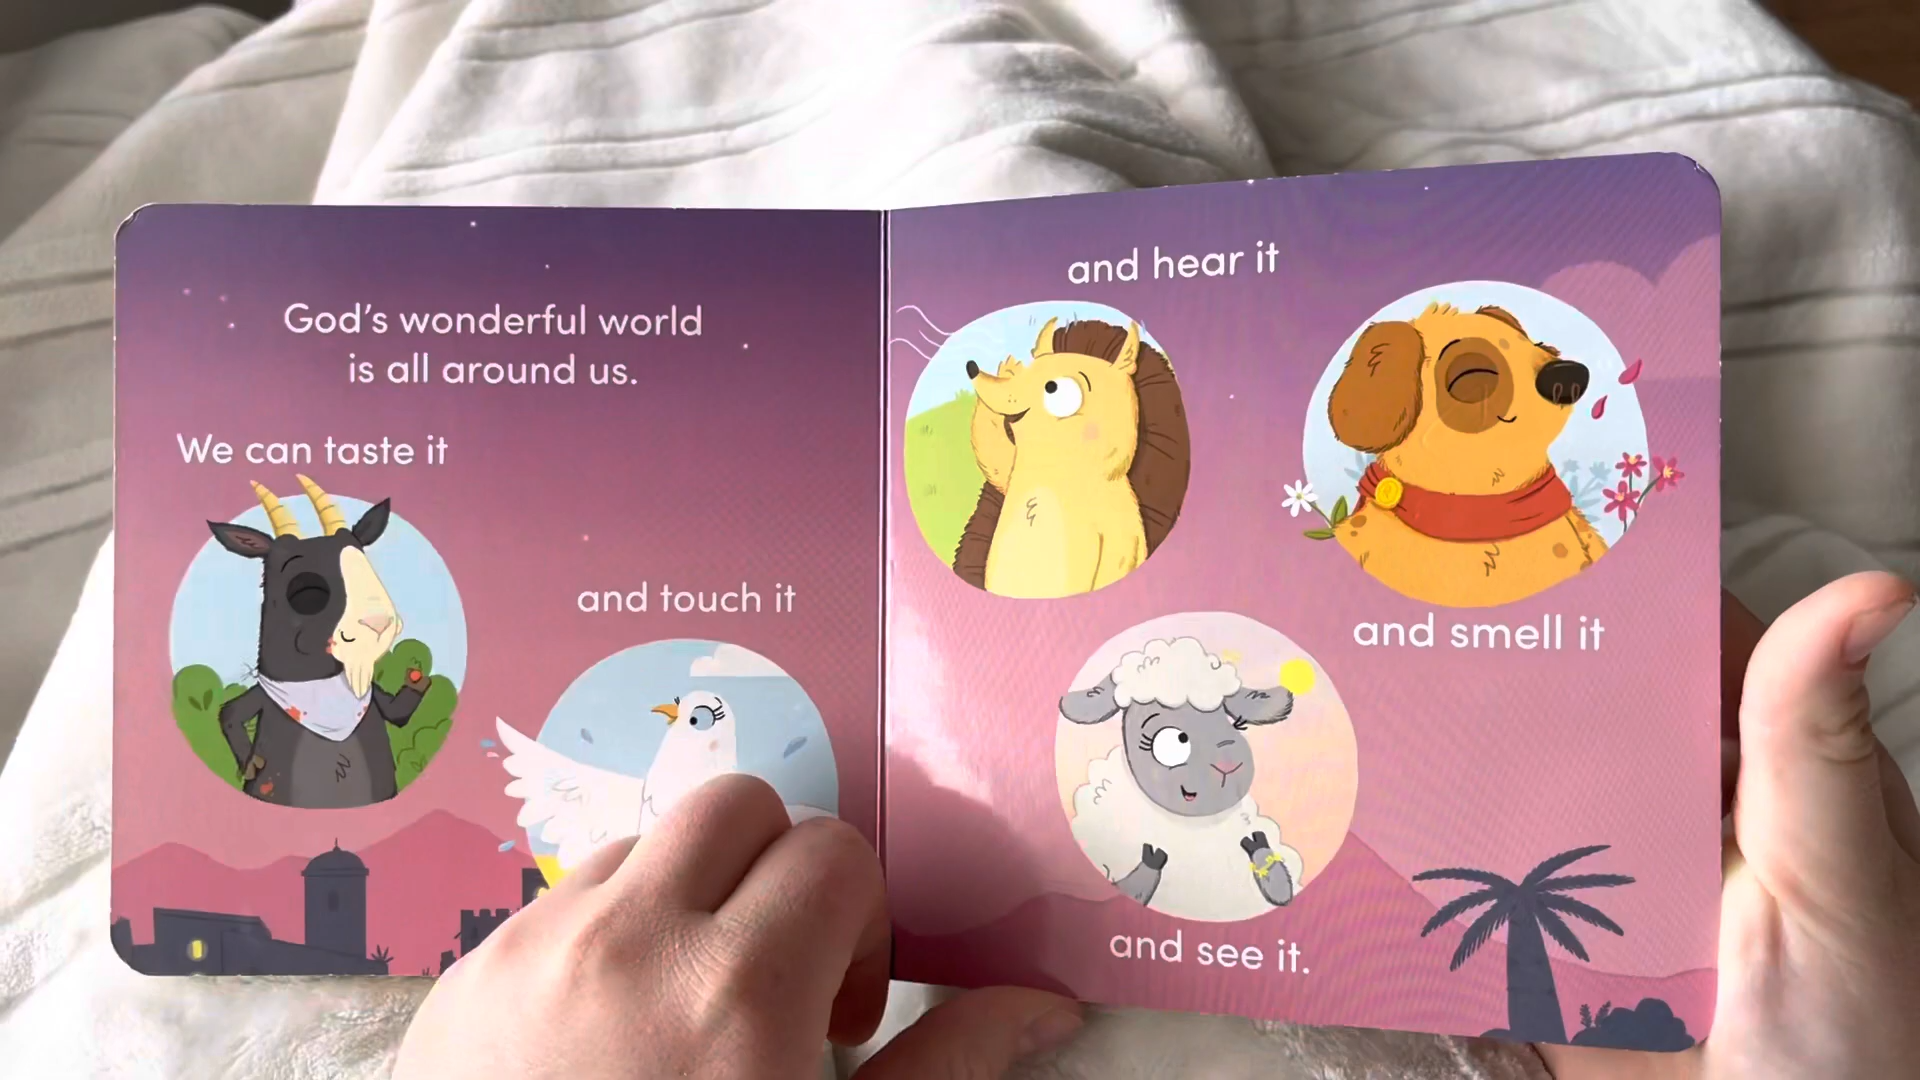 God's wonderful world
is all around us.
We can taste it
and touch it
and hear it
and smell it
and see it.